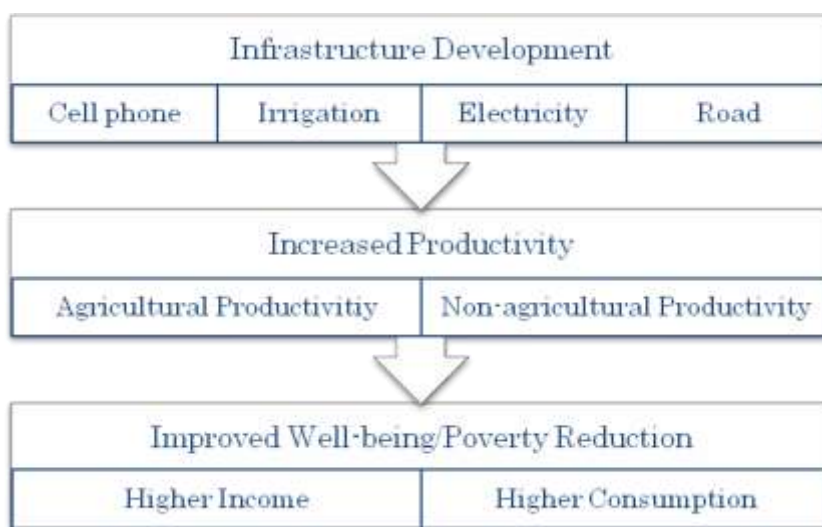 Infrastructure Development
Cell phone Irrigation Electricity Road
Increased Productivity
Agricultural Productivitiy Non-agricultural Productivity
Improved Well-being/Poverty Reduction
Higher Income Higher Consumption